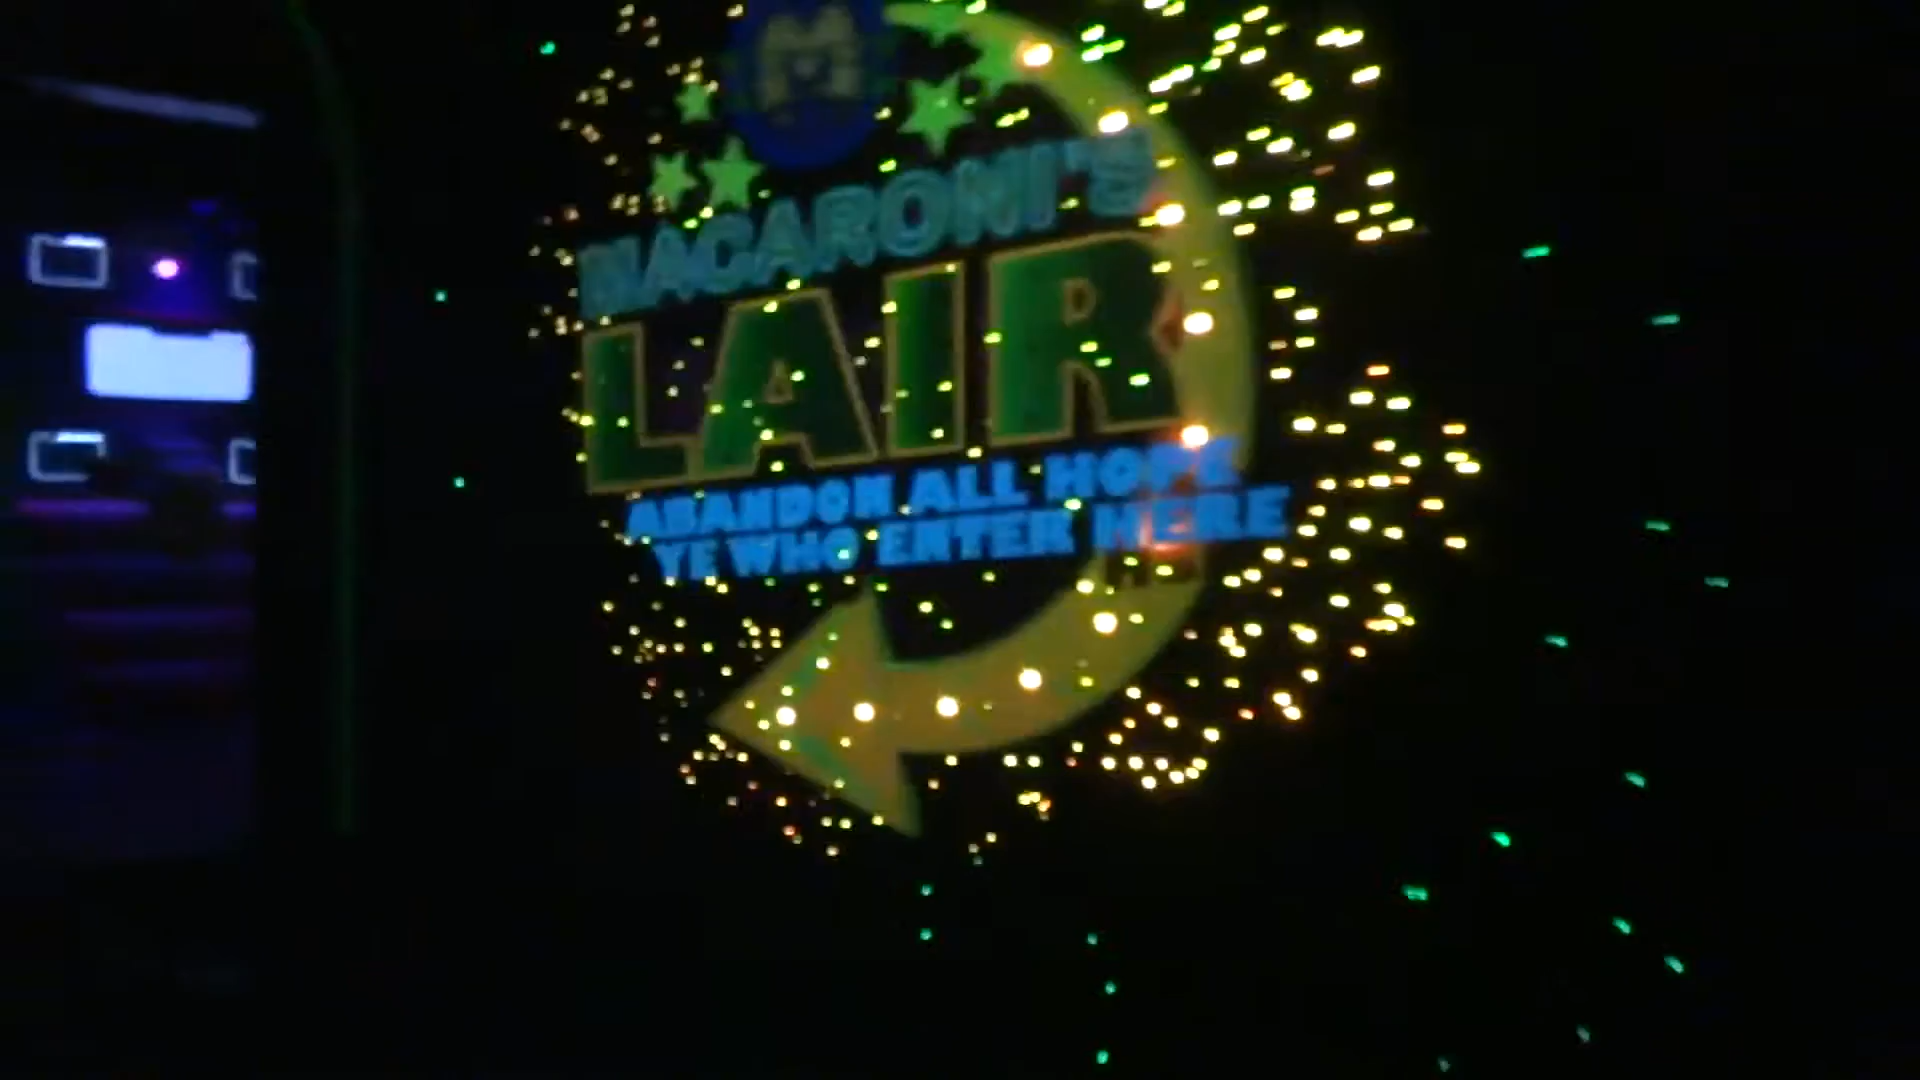 M
MACARONI'S
LAIR
ABANDON ALL HOPE
YE WHO ENTER HERE